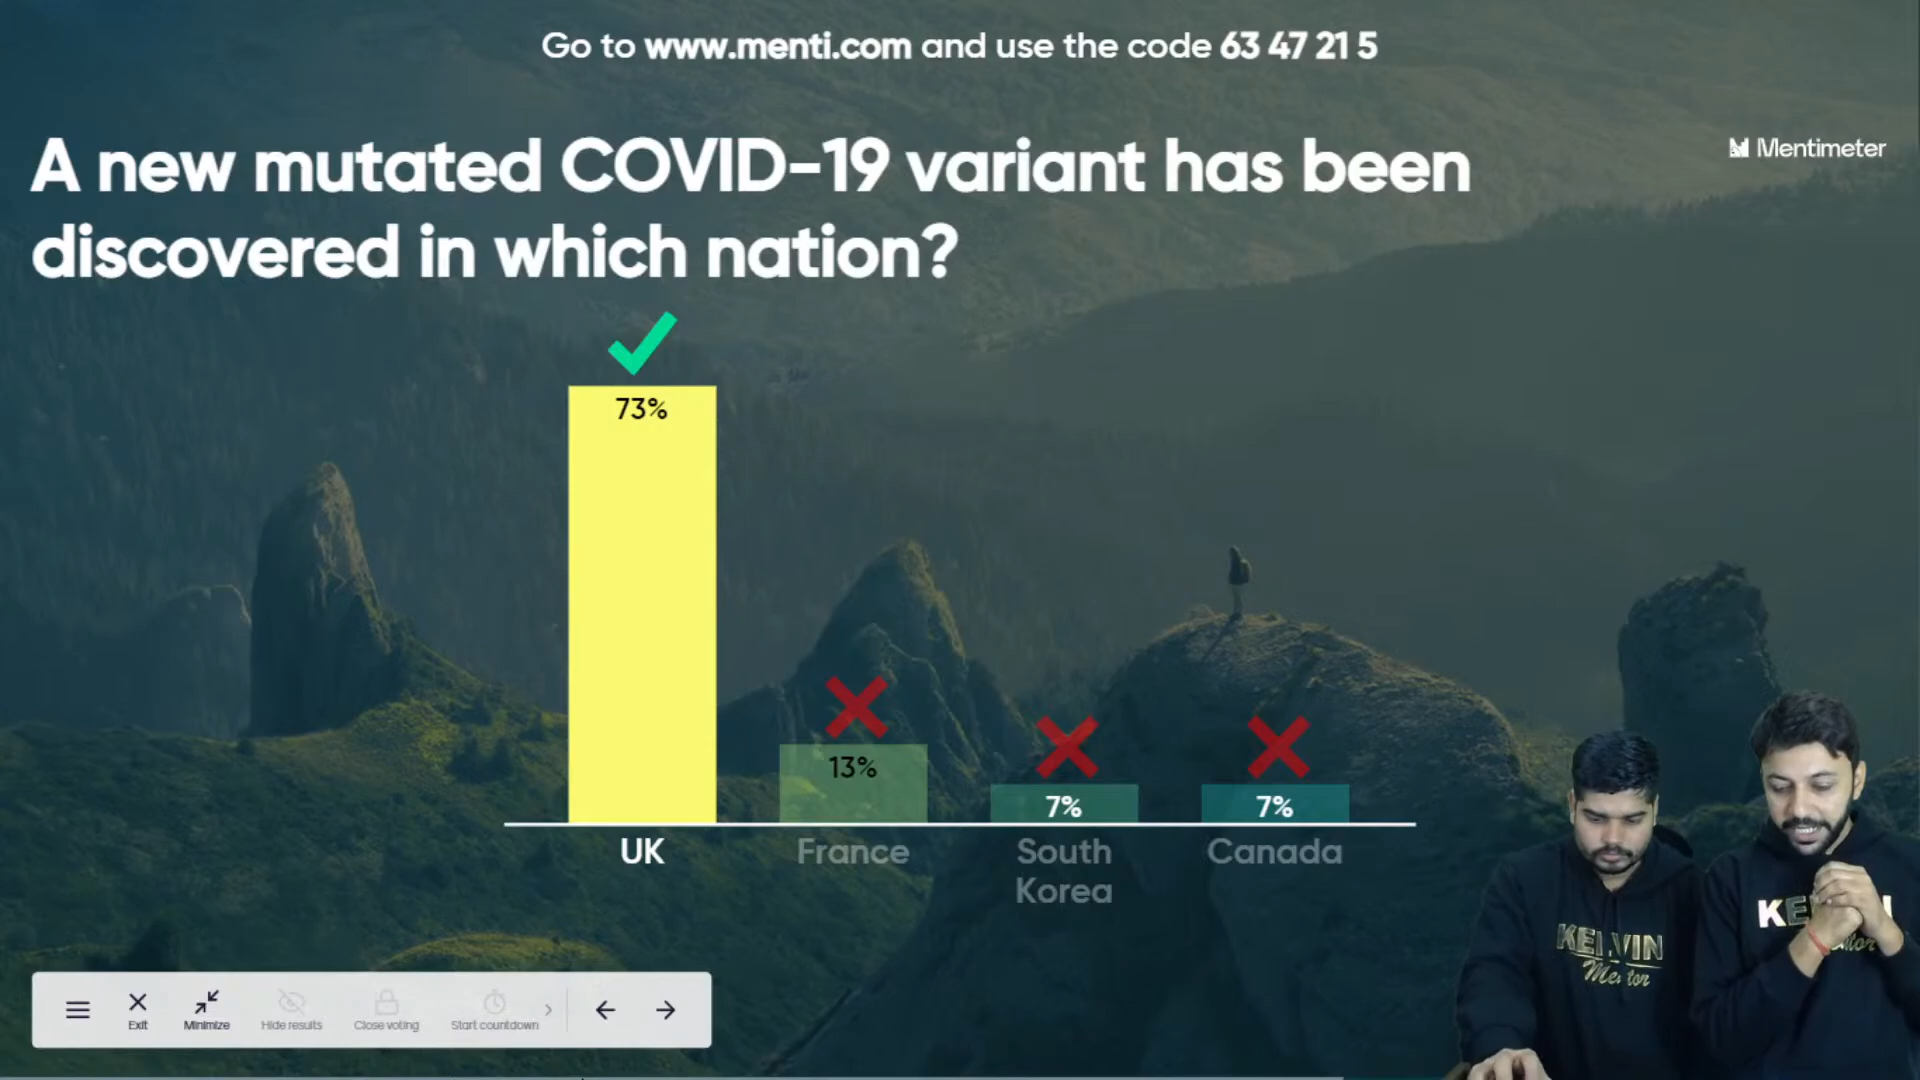 Go to www.menti.com and use the code 63 47 21 5
Mentimeter
A new mutated COVID-19 variant has been
discovered in which nation?
73%
13%
7%
7%
UK
France
South
Korea
Canada
KELVIN
Mentor
Exit
Minimize
Hide results
Close voting
Start countdown